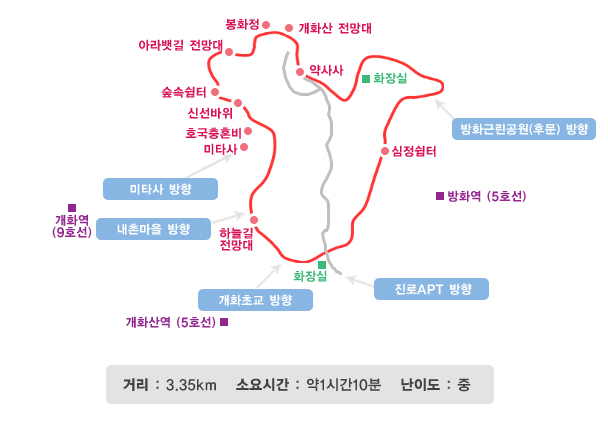 봉화정
개화산 전망대
아라뱃길 전망대
약사사
화장실
숲속쉼터
신선바위
호국충혼비
미타사
방화근린공원(후문) 방향
심정쉼터
미타사 방향
방화역 (5호선)
개화역
(9호선)
내촌마을 방향
하늘길
전망대
화장실
진로APT 방향
개화초교 방향
개화산역 (5호선)
거리 : 3.35km 소요시간 : 약1시간10분 난이도 : 중